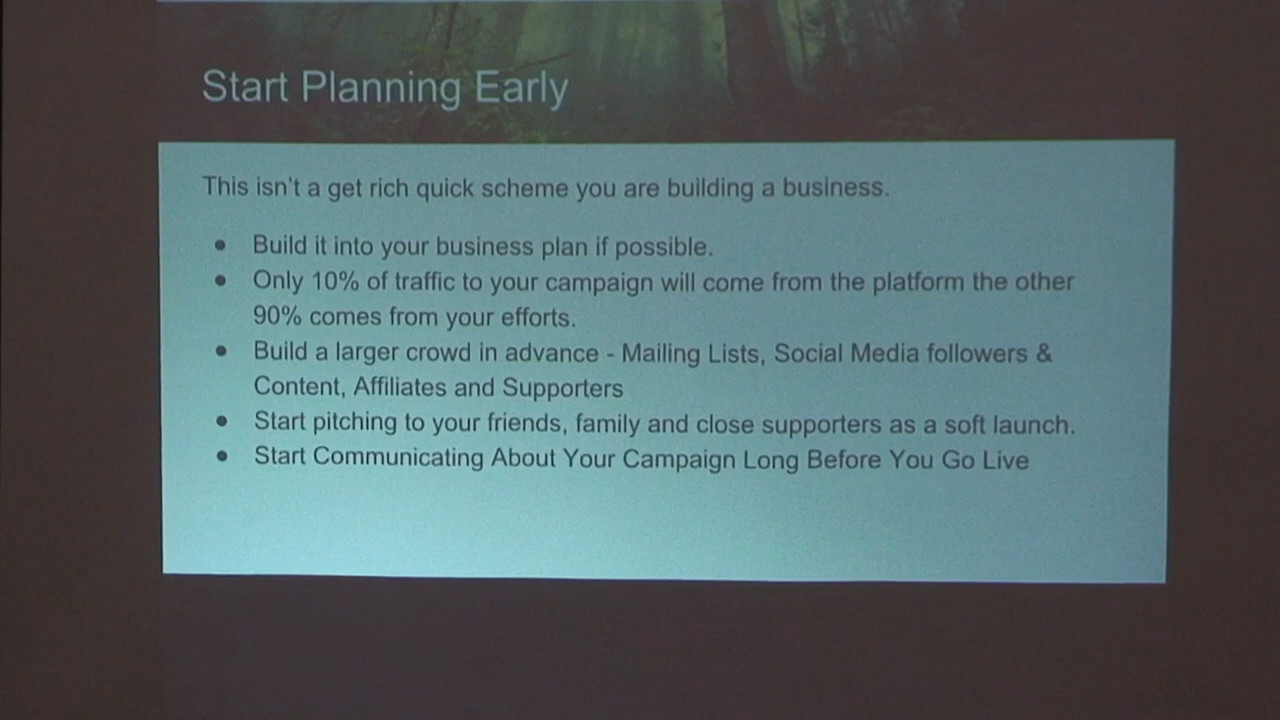 Start Planning Early
This isn't a get rich quick scheme you are building a business.
● Build it into your business plan if possible.
● Only 10% of traffic to your campaign will come from the platform the other
90% comes from your efforts.
● Build a larger crowd in advance - Mailing Lists, Social Media followers &
Content, Affiliates and Supporters
● Start pitching to your friends, family and close supporters as a soft launch.
● Start Communicating About Your Campaign Long Before You Go Live